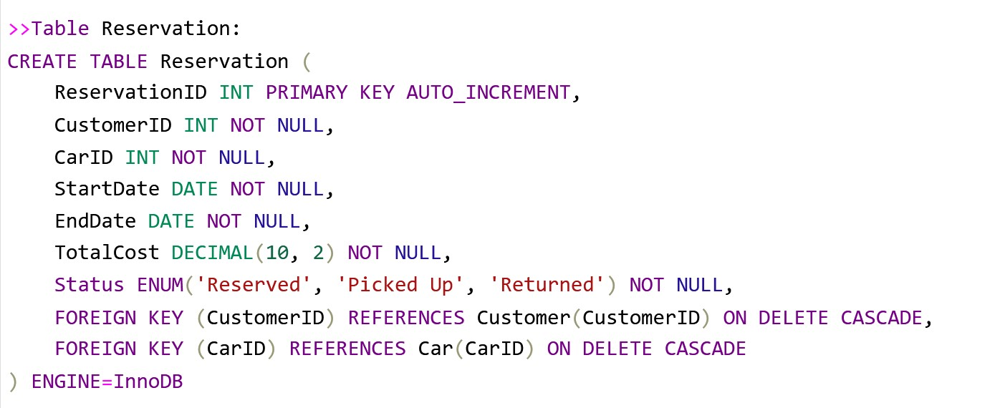 >>Table Reservation:
CREATE TABLE Reservation (
    ReservationID INT PRIMARY KEY AUTO_INCREMENT,
    CustomerID INT NOT NULL,
    CarID INT NOT NULL,
    StartDate DATE NOT NULL,
    EndDate DATE NOT NULL,
    TotalCost DECIMAL(10, 2) NOT NULL,
    Status ENUM('Reserved', 'Picked Up', 'Returned') NOT NULL,
    FOREIGN KEY (CustomerID) REFERENCES Customer(CustomerID) ON DELETE CASCADE,
    FOREIGN KEY (CarID) REFERENCES Car(CarID) ON DELETE CASCADE
) ENGINE=InnoDB